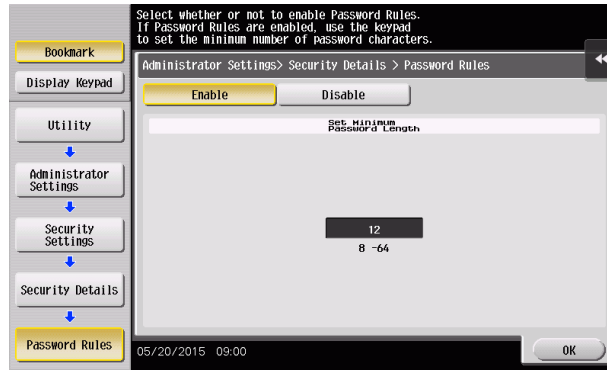 Select whether or not to enable Password Rules.
If Password Rules are enabled, use the keypad
to set the minimum number of password characters.
Bookmark
Display Keypad
Utility
Administrator
Settings
Security
Settings
Security Details
Password Rules
Administrator Settings> Security Details > Password Rules
Enable
Disable
Set Minimum
Password Length
12
8 -64
05/20/2015 09:00
OK